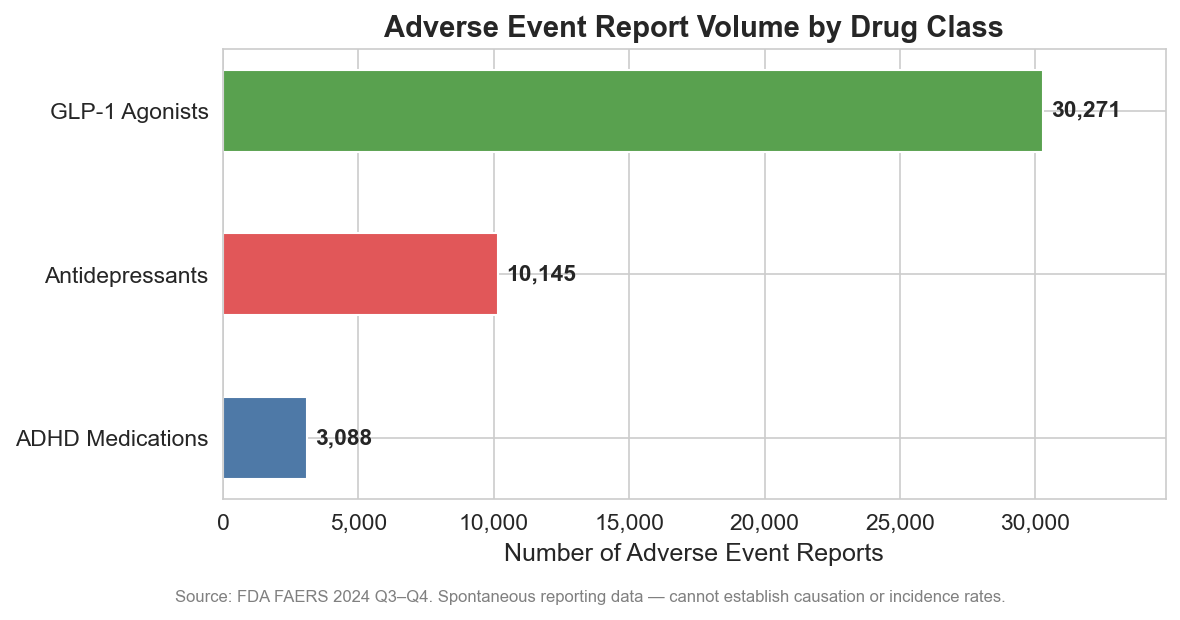 Adverse Event Report Volume by Drug Class
GLP-1 Agonists
30,271
Antidepressants
10,145
ADHD Medications
3,088
0 5,000 10,000 15,000 20,000 25,000 30,000
Number of Adverse Event Reports
Source: FDA FAERS 2024 Q3–Q4. Spontaneous reporting data — cannot establish causation or incidence rates.